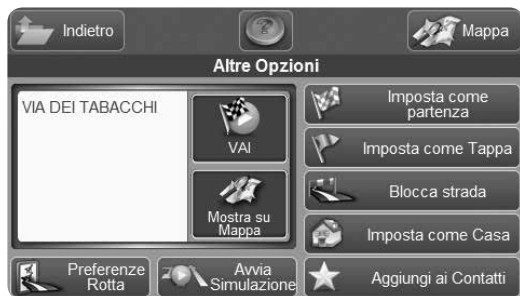 Indietro
Mappa
Altre Opzioni
VIA DEI TABACCHI
VAI
Mostra su
Mappa
Imposta come
partenza
Imposta come Tappa
Blocca strada
Imposta come Casa
Aggiungi ai Contatti
Preferenze
Rotta
Avvia
Simulazione